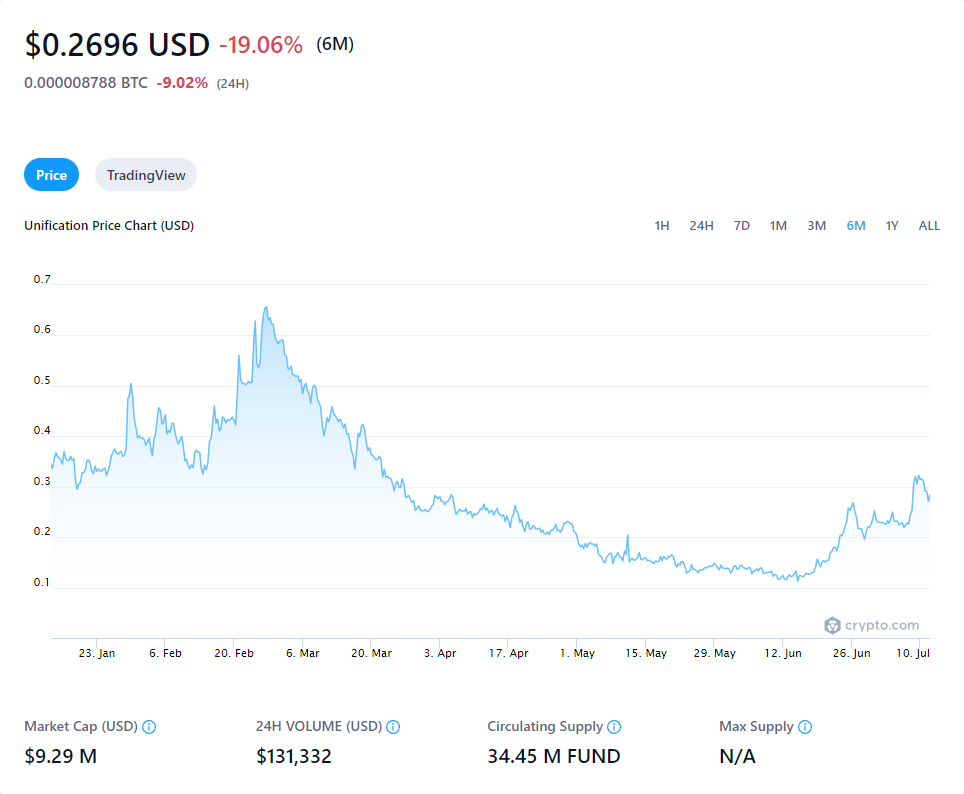 $0.2696 USD -19.06% (6M)
0.000008788 BTC -9.02% (24H)
Price TradingView
Unification Price Chart (USD) 1H 24H 7D 1M 3M 6M 1Y ALL
0.7
0.6
0.5
0.4
0.3
0.2
0.1
crypto.com
23. Jan 6. Feb 20. Feb 6. Mar 20. Mar 3. Apr 17. Apr 1. May 15. May 29. May 12. Jun 26. Jun 10. Jul
Market Cap (USD) 24H VOLUME (USD) Circulating Supply Max Supply
$9.29 M $131,332 34.45 M FUND N/A